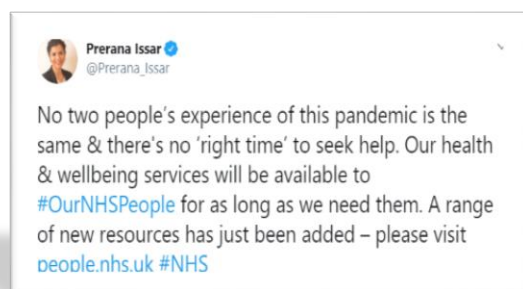 Prerana Issar
@Prerana_Issar
No two people's experience of this pandemic is the
same & there's no 'right time' to seek help. Our health
& wellbeing services will be available to
#OurNHSPeople for as long as we need them. A range
of new resources has just been added – please visit
people.nhs.uk #NHS